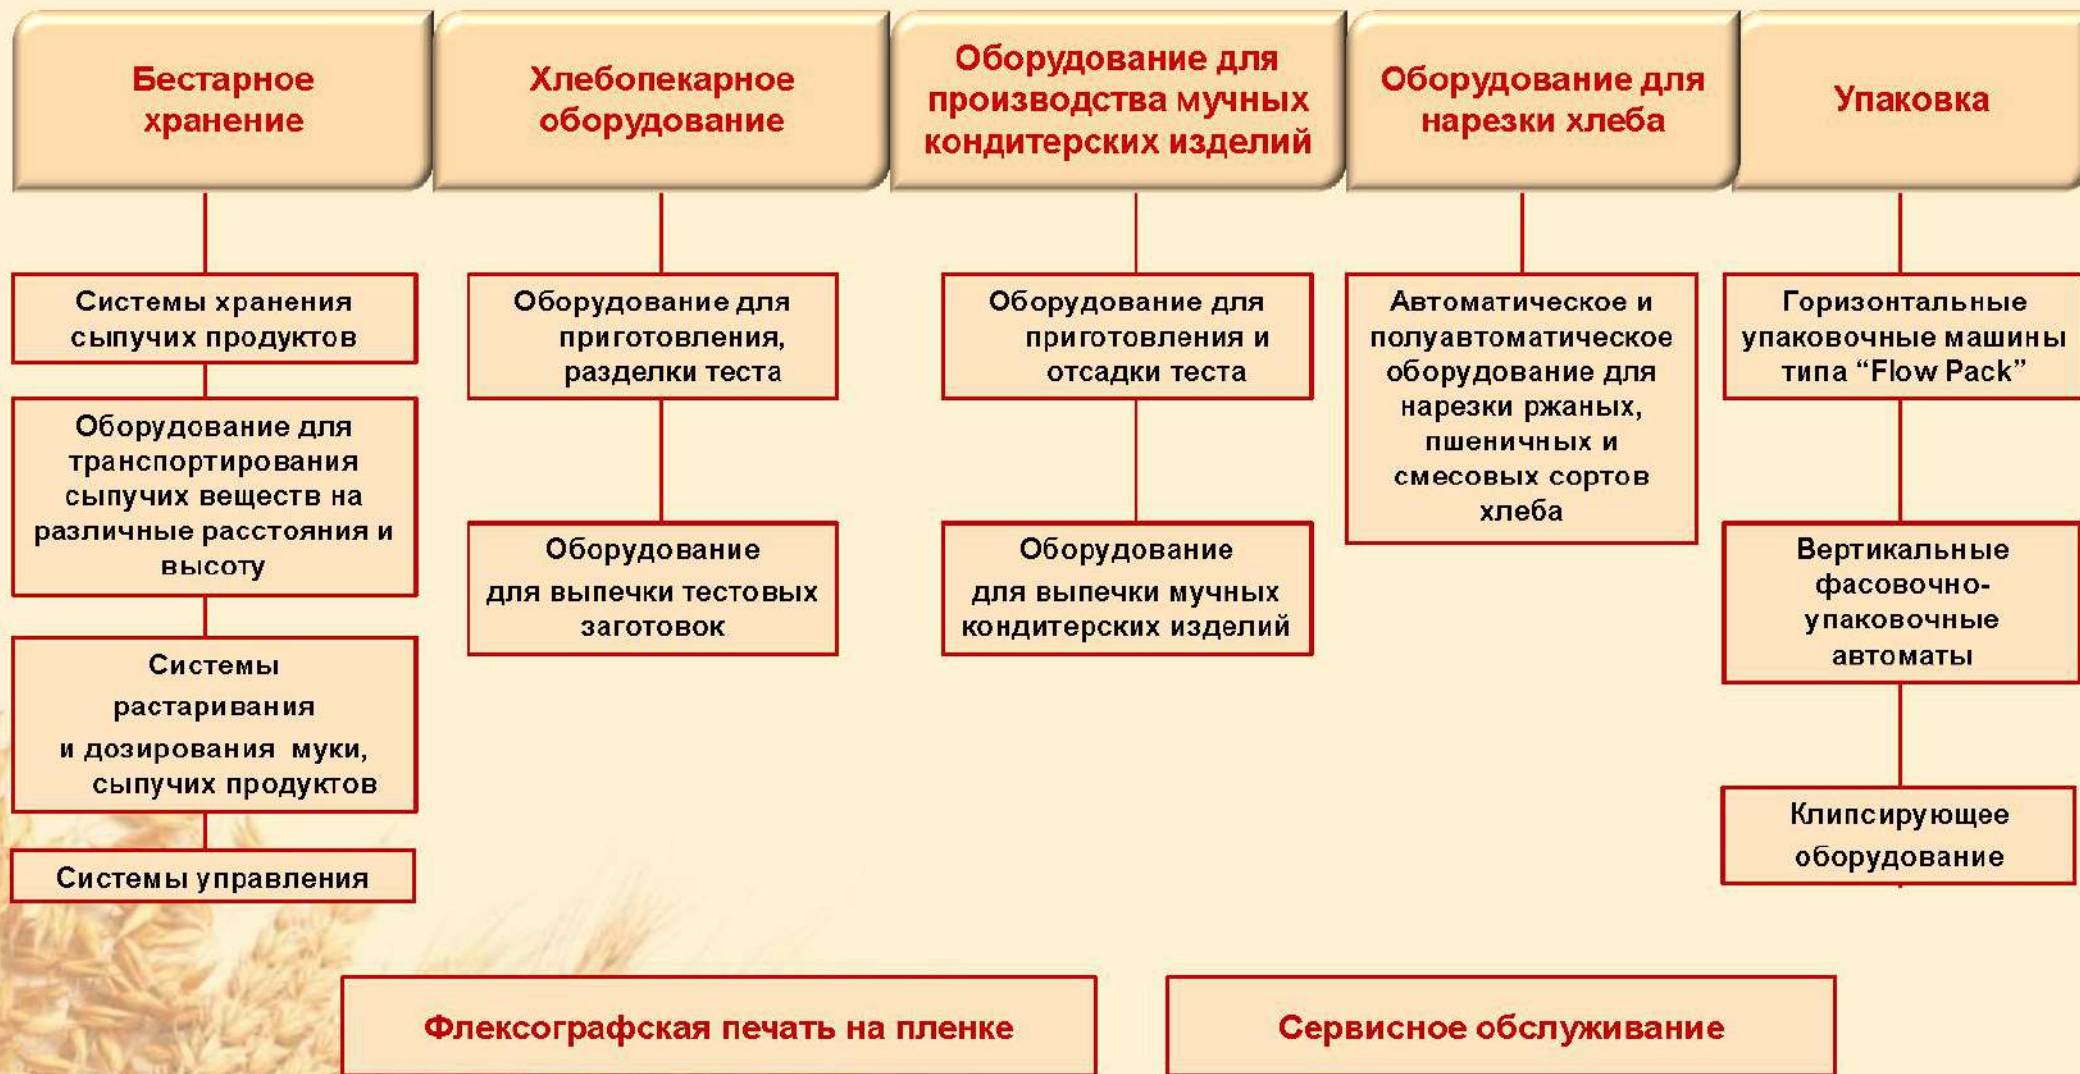 Бестарное
хранение
Хлебопекарное
оборудование
Оборудование для
производства мучных
кондитерских изделий
Оборудование для
нарезки хлеба
Упаковка
Системы хранения
сыпучих продуктов
Оборудование для
транспортирования
сыпучих веществ на
различные расстояния и
высоту
Системы
растаривания
и дозирования муки,
сыпучих продуктов
Системы управления
Оборудование для
приготовления,
разделки теста
Оборудование
для выпечки тестовых
заготовок
Оборудование для
приготовления и
отсадки теста
Оборудование
для выпечки мучных
кондитерских изделий
Автоматическое и
полуавтоматическое
оборудование для
нарезки ржаных,
пшеничных и
смесовых сортов
хлеба
Горизонтальные
упаковочные машины
типа “Flow Pack”
Вертикальные
фасовочно-
упаковочные
автоматы
Клипсирующее
оборудование
Флексографская печать на пленке
Сервисное обслуживание